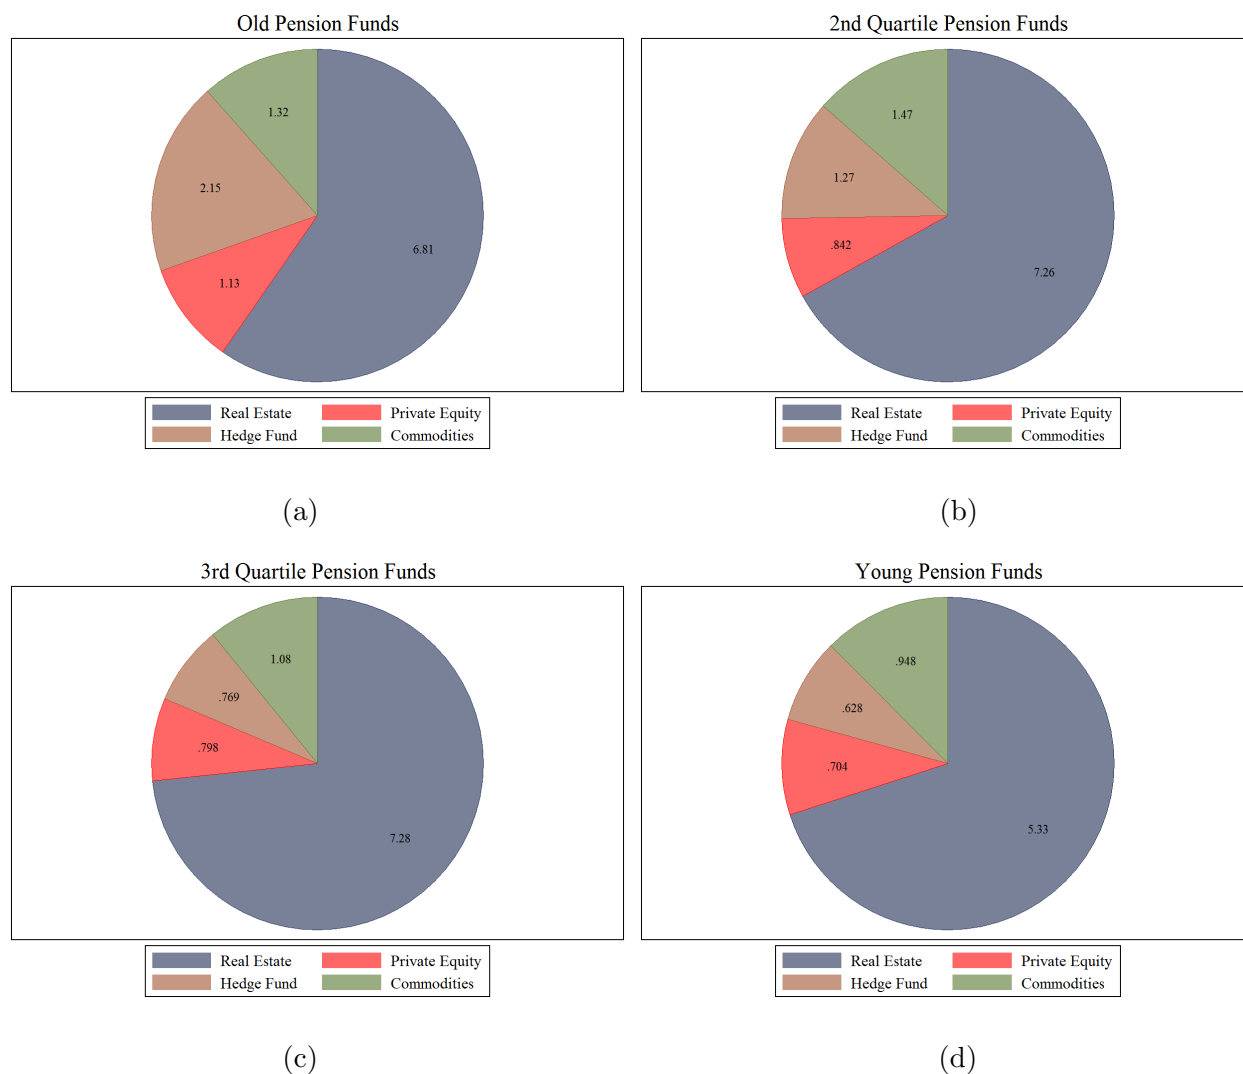 Old Pension Funds
1.32
2.15
6.81
1.13
Real Estate Private Equity
Hedge Fund Commodities
(a)
2nd Quartile Pension Funds
1.47
1.27
.842
7.26
Real Estate Private Equity
Hedge Fund Commodities
(b)
3rd Quartile Pension Funds
1.08
.769
.798
7.28
Real Estate Private Equity
Hedge Fund Commodities
(c)
Young Pension Funds
.948
.628
.704
5.33
Real Estate Private Equity
Hedge Fund Commodities
(d)